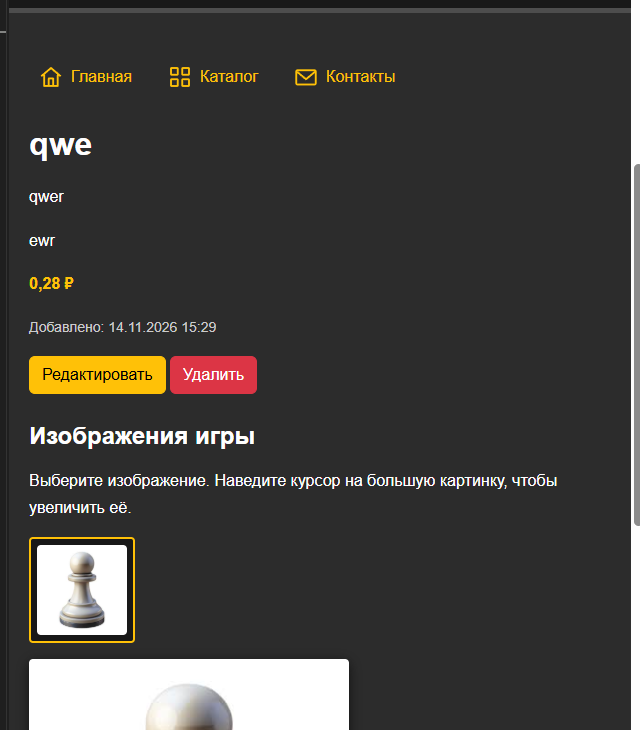 Главная Каталог Контакты
qwe
qwer
ewr
0,28 ₽
Добавлено: 14.11.2026 15:29
Редактировать Удалить
Изображения игры
Выберите изображение. Наведите курсор на большую картинку, чтобы
увеличить её.